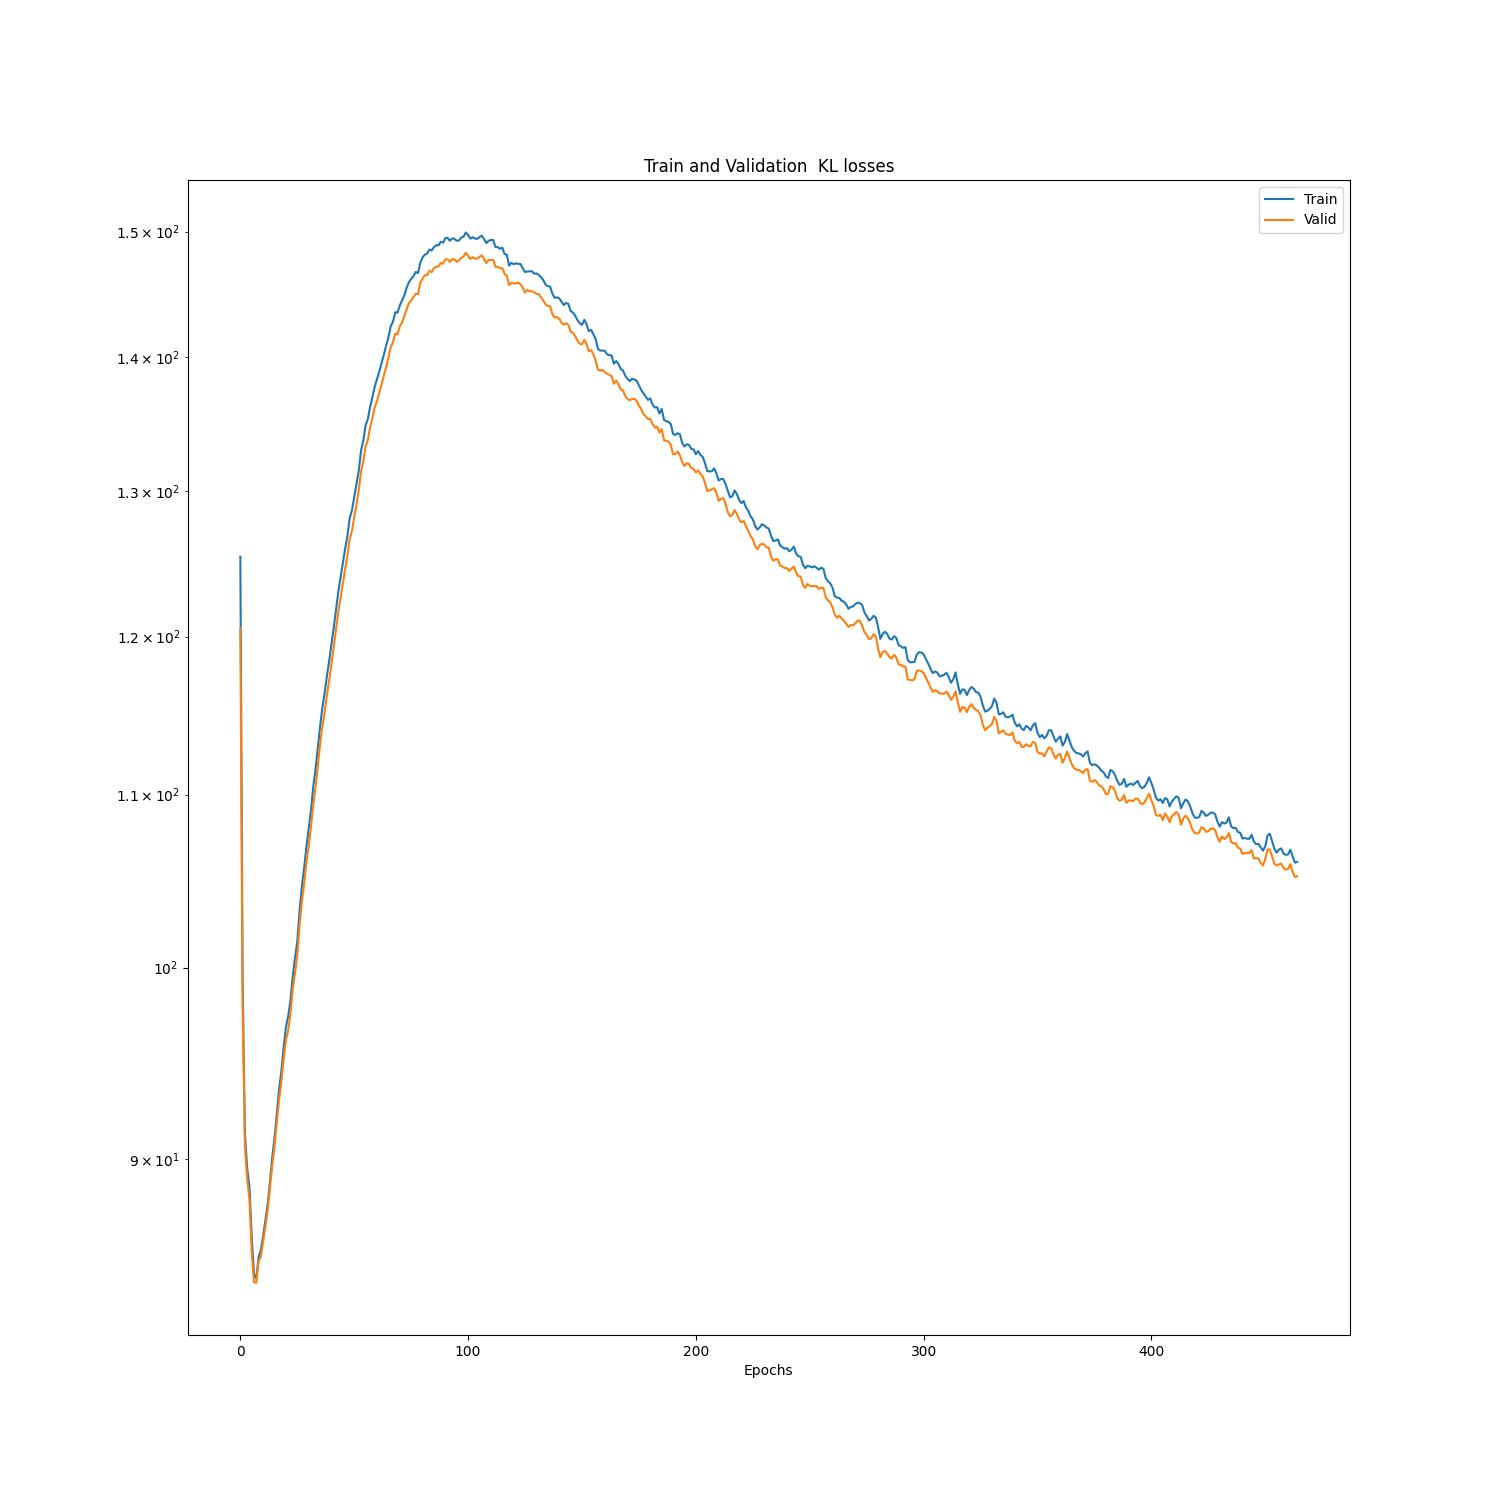 Train and Validation  KL losses
Train
Valid
1.5 × 10²
1.4 × 10²
1.3 × 10²
1.2 × 10²
1.1 × 10²
10²
9 × 10¹
0 100 200 300 400
Epochs